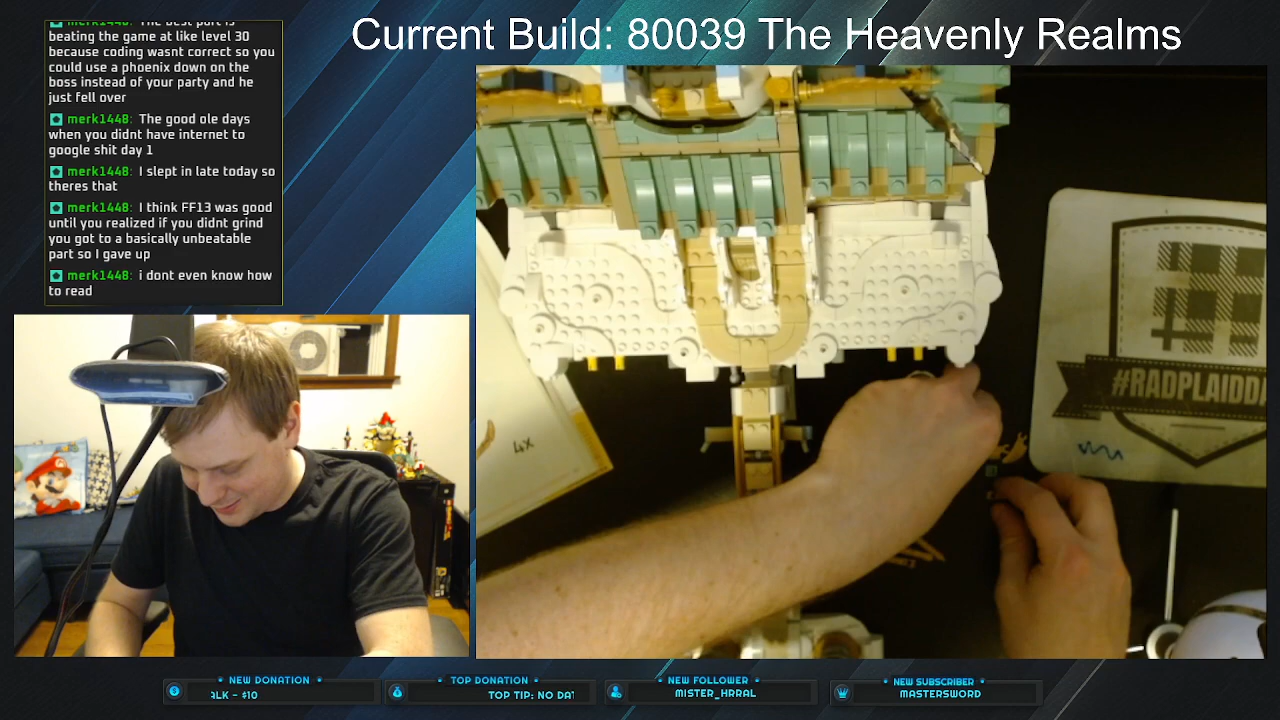 Current Build: 80039 The Heavenly Realms
merk1448: The best part is
beating the game at like level 30
because coding wasnt correct so you
could use a phoenix down on the
boss instead of your party and he
just fell over
merk1448: The good ole days
when you didnt have internet to
google shit day 1
merk1448: I slept in late today so
theres that
merk1448: I think FF13 was good
until you realized if you didnt grind
you got to a basically unbeatable
part so I gave up
merk1448: i dont even know how
to read
4X
#RADPLAIDDA
NEW DONATION
ALK - $10
TOP DONATION
TOP TIP: NO DAT
NEW FOLLOWER
MISTER_HRRAL
NEW SUBSCRIBER
MASTERSWORD